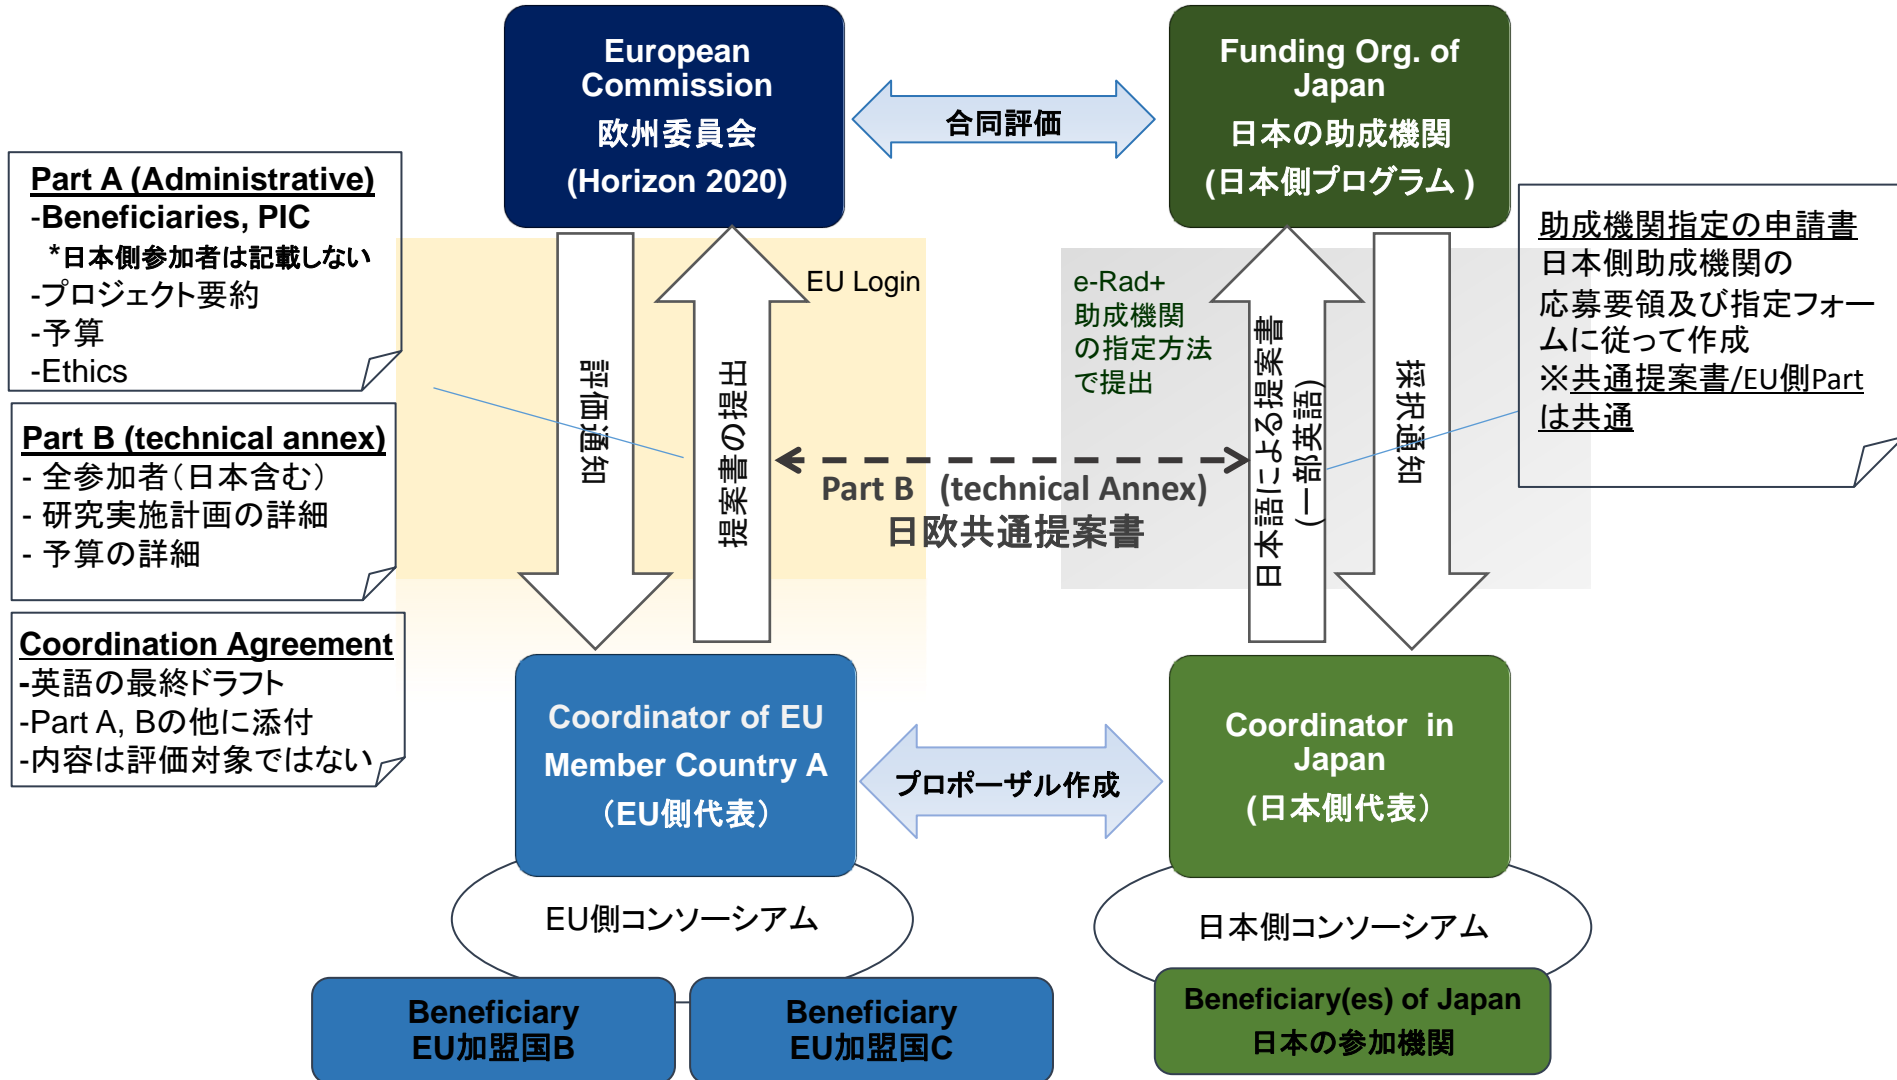 European
Commission
欧州委員会
(Horizon 2020)
合同評価
Funding Org. of
Japan
日本の助成機関
(日本側プログラム )
Part A (Administrative)
-Beneficiaries, PIC
*日本側参加者は記載しない
-プロジェクト要約
-予算
-Ethics
Part B (technical annex)
- 全参加者（日本含む）
- 研究実施計画の詳細
- 予算の詳細
Coordination Agreement
-英語の最終ドラフト
-Part A, Bの他に添付
-内容は評価対象ではない
評価通知
提案書の提出
EU Login
e-Rad+
助成機関
の指定方法
で提出
日本語による提案書
(一部英語)
採択通知
Part B (technical Annex)
日欧共通提案書
助成機関指定の申請書
日本側助成機関の
応募要領及び指定フォー
ムに従って作成
※共通提案書/EU側Part
は共通
Coordinator of EU
Member Country A
（EU側代表）
プロポーザル作成
Coordinator in
Japan
(日本側代表）
EU側コンソーシアム
日本側コンソーシアム
Beneficiary
EU加盟国B
Beneficiary
EU加盟国C
Beneficiary(es) of Japan
日本の参加機関